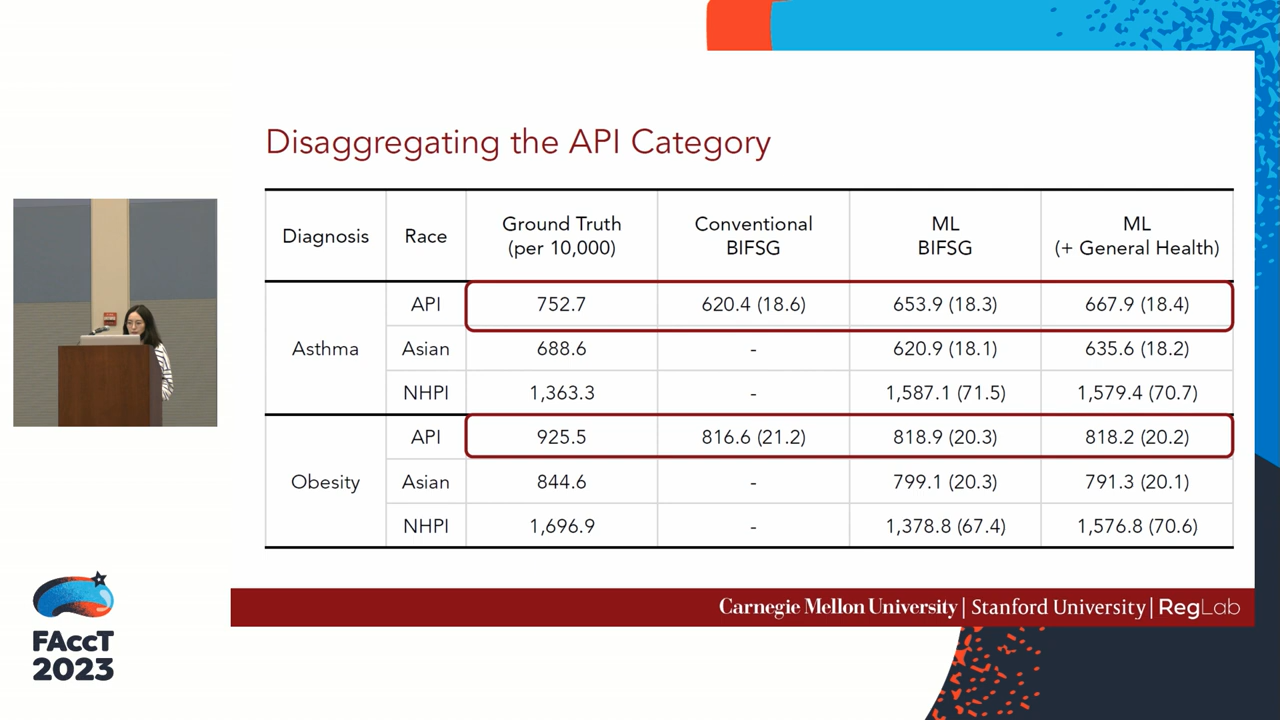 Disaggregating the API Category
Diagnosis Race Ground Truth (per 10,000) Conventional BIFSG ML BIFSG ML (+ General Health)
Asthma API 752.7 620.4 (18.6) 653.9 (18.3) 667.9 (18.4)
Asian 688.6 - 620.9 (18.1) 635.6 (18.2)
NHPI 1,363.3 - 1,587.1 (71.5) 1,579.4 (70.7)
Obesity API 925.5 816.6 (21.2) 818.9 (20.3) 818.2 (20.2)
Asian 844.6 - 799.1 (20.3) 791.3 (20.1)
NHPI 1,696.9 - 1,378.8 (67.4) 1,576.8 (70.6)
Carnegie Mellon University | Stanford University | RegLab
FAccT
2023